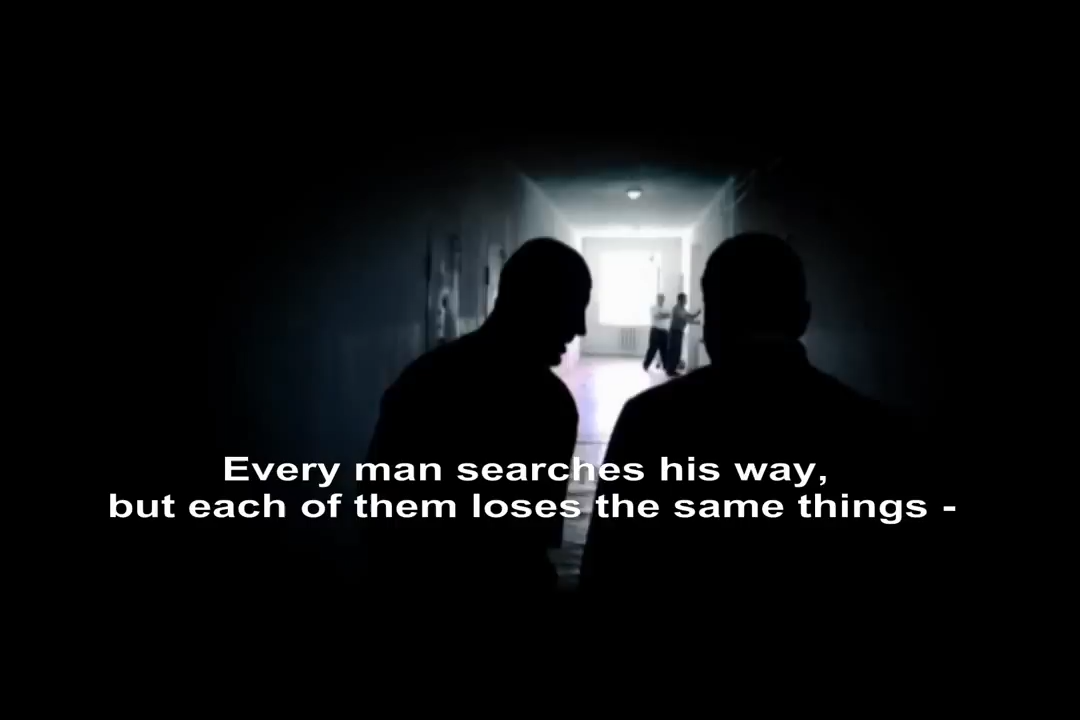 Every man searches his way,
but each of them loses the same things -